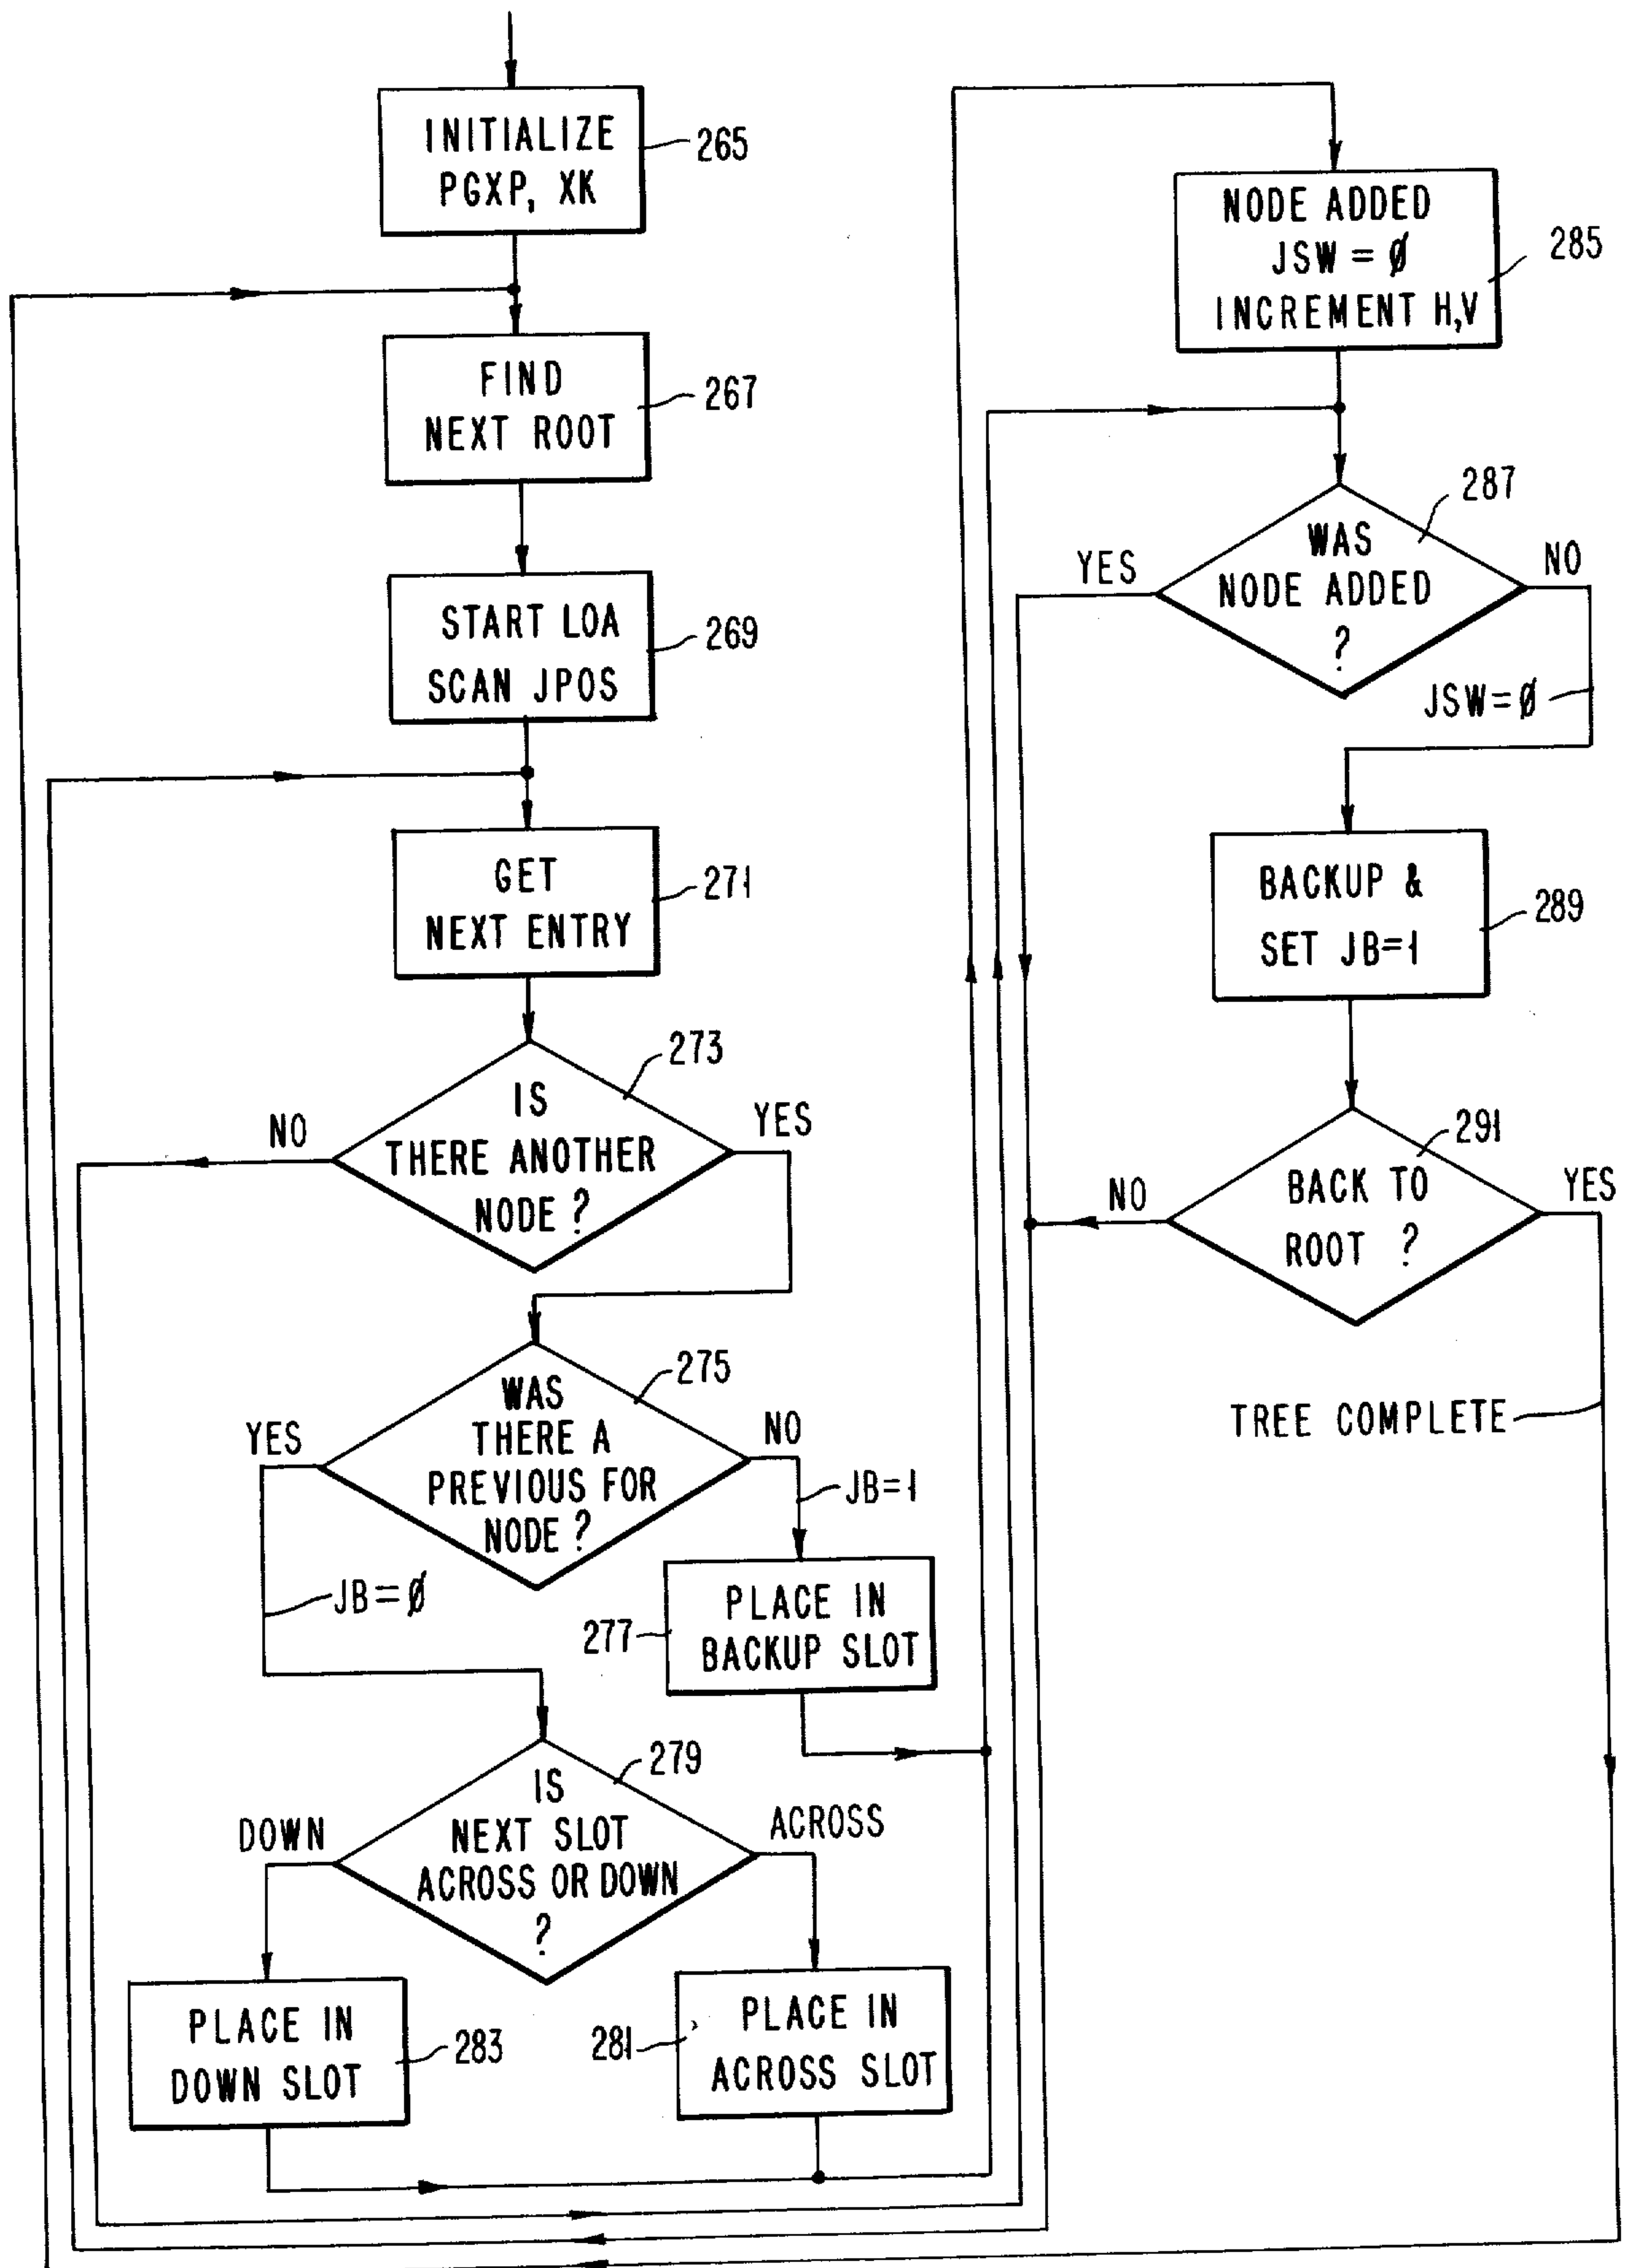 INITIALIZE
PGXP, XK
265
FIND
NEXT ROOT
267
START LOA
SCAN JPOS
269
GET
NEXT ENTRY
271
IS
THERE ANOTHER
NODE ?
273
NO
YES
WAS
THERE A
PREVIOUS FOR
NODE ?
275
YES
NO
JB=1
JB=Ø
PLACE IN
BACKUP SLOT
277
IS
NEXT SLOT
ACROSS OR DOWN
?
279
DOWN
ACROSS
PLACE IN
DOWN SLOT
283
PLACE IN
ACROSS SLOT
281
NODE ADDED
JSW = Ø
INCREMENT H,V
285
WAS
NODE ADDED
?
287
YES
NO
JSW=Ø
BACKUP &
SET JB=1
289
BACK TO
ROOT ?
291
NO
YES
TREE COMPLETE